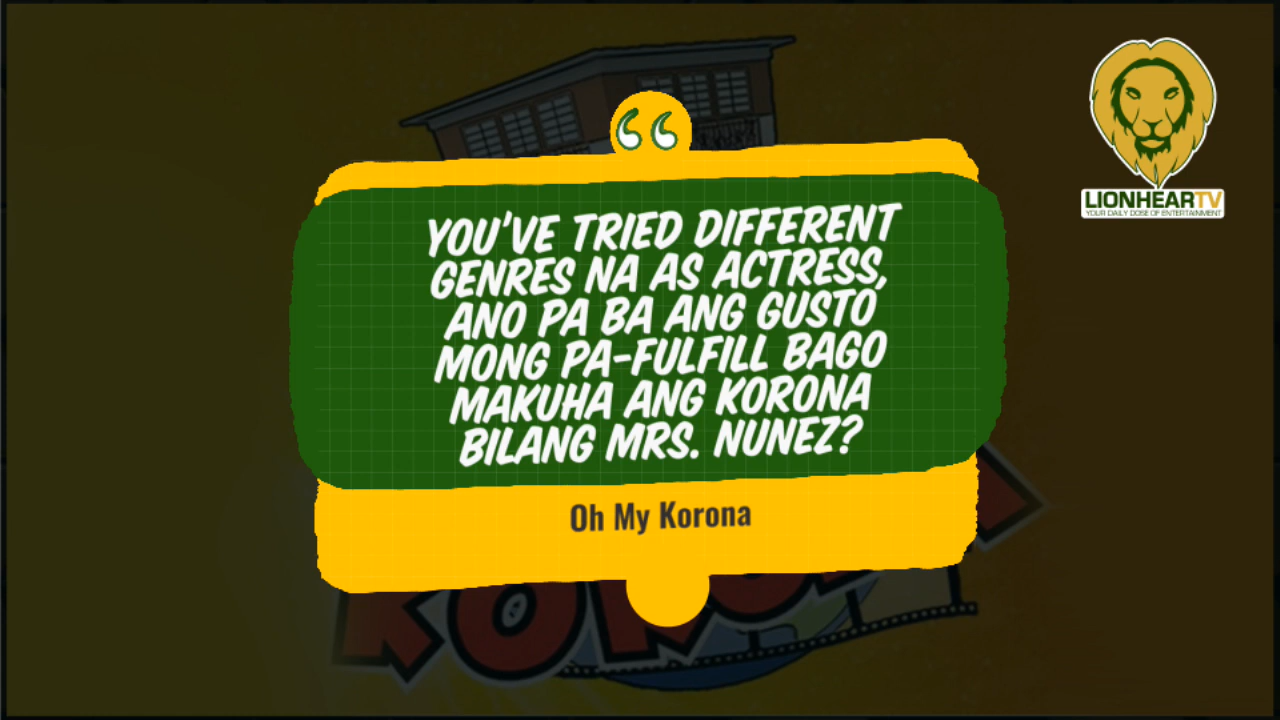 LIONHEARTV
YOUR DAILY DOSE OF ENTERTAINMENT
“
YOU'VE TRIED DIFFERENT
GENRES NA AS ACTRESS,
ANO PA BA ANG GUSTO
MONG PA-FULFILL BAGO
MAKUHA ANG KORONA
BILANG MRS. NUNEZ?
Oh My Korona